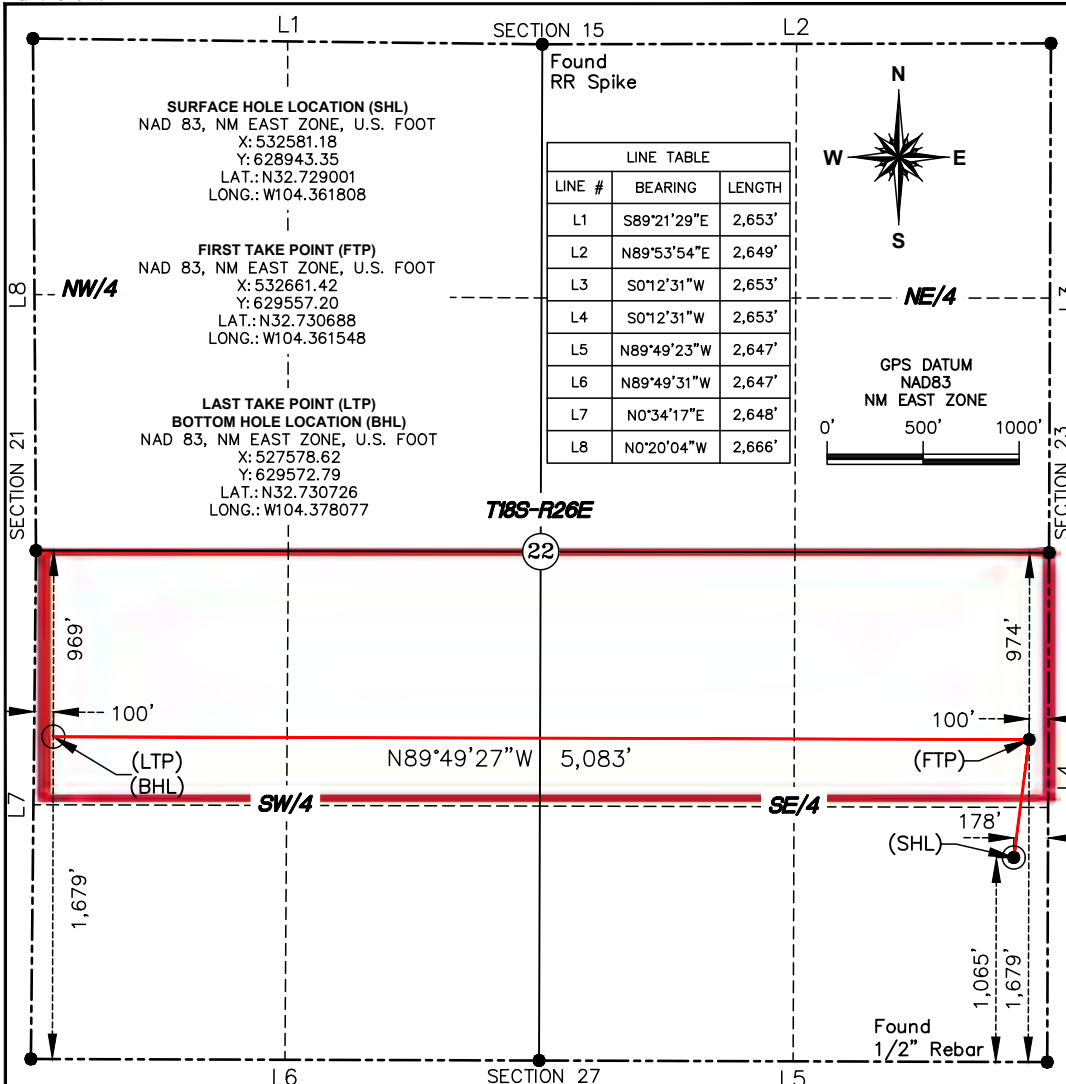 L1
SECTION 15
L2
Found
RR Spike
SURFACE HOLE LOCATION (SHL)
NAD 83, NM EAST ZONE, U.S. FOOT
X: 532581.18
Y: 628943.35
LAT.: N32.729001
LONG.: W104.361808
FIRST TAKE POINT (FTP)
NAD 83, NM EAST ZONE, U.S. FOOT
X: 532661.42
Y: 629557.20
LAT.: N32.730688
LONG.: W104.361548
LAST TAKE POINT (LTP)
BOTTOM HOLE LOCATION (BHL)
NAD 83, NM EAST ZONE, U.S. FOOT
X: 527578.62
Y: 629572.79
LAT.: N32.730726
LONG.: W104.378077
LINE TABLE
LINE # BEARING LENGTH
L1 S89°21'29"E 2,653'
L2 N89°53'54"E 2,649'
L3 S0°12'31"W 2,653'
L4 S0°12'31"W 2,653'
L5 N89°49'23"W 2,647'
L6 N89°49'31"W 2,647'
L7 N0°34'17"E 2,648'
L8 N0°20'04"W 2,666'
N
W E
S
L8
NW/4
NE/4
L3
GPS DATUM
NAD83
NM EAST ZONE
0' 500' 1000'
SECTION 21
SECTION 23
T18S-R26E
22
969'
974'
100'
100'
(LTP)
(BHL)
N89°49'27"W 5,083'
(FTP)
L7
SW/4
SE/4
178'
(SHL)
1,679'
1,065'
1,679'
Found
1/2" Rebar
L6
SECTION 27
L5